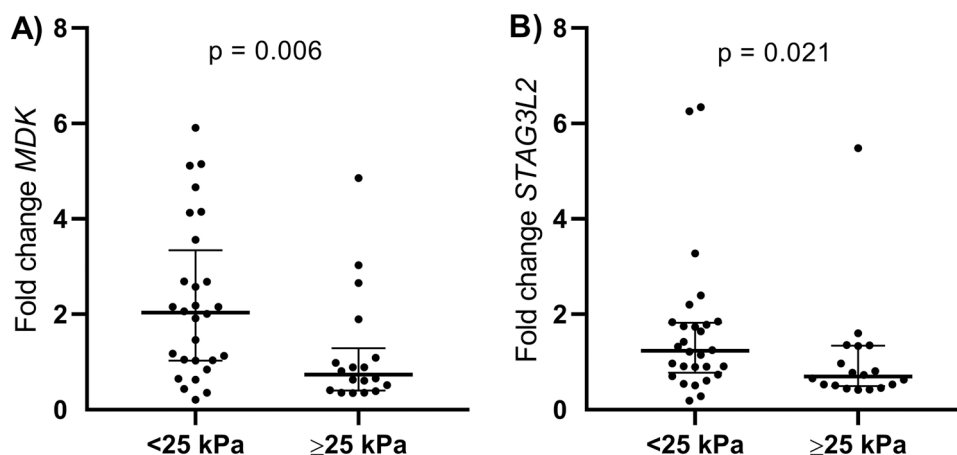 A)
p = 0.006
Fold change MDK
8
6
4
2
0
<25 kPa
≥25 kPa
B)
p = 0.021
Fold change STAG3L2
8
6
4
2
0
<25 kPa
≥25 kPa